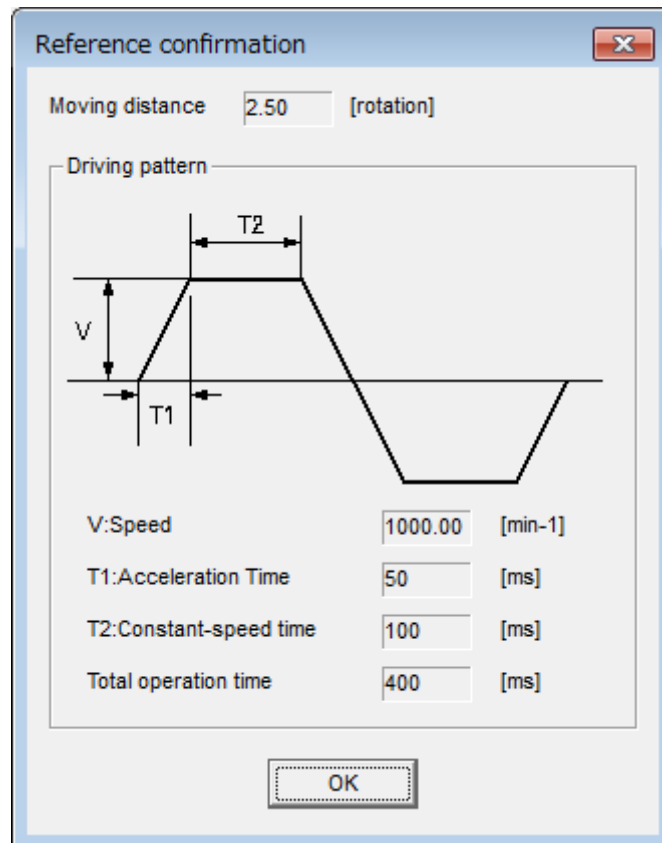 Reference confirmation
Moving distance 2.50 [rotation]
Driving pattern
T2
V
T1
V:Speed 1000.00 [min-1]
T1:Acceleration Time 50 [ms]
T2:Constant-speed time 100 [ms]
Total operation time 400 [ms]
OK